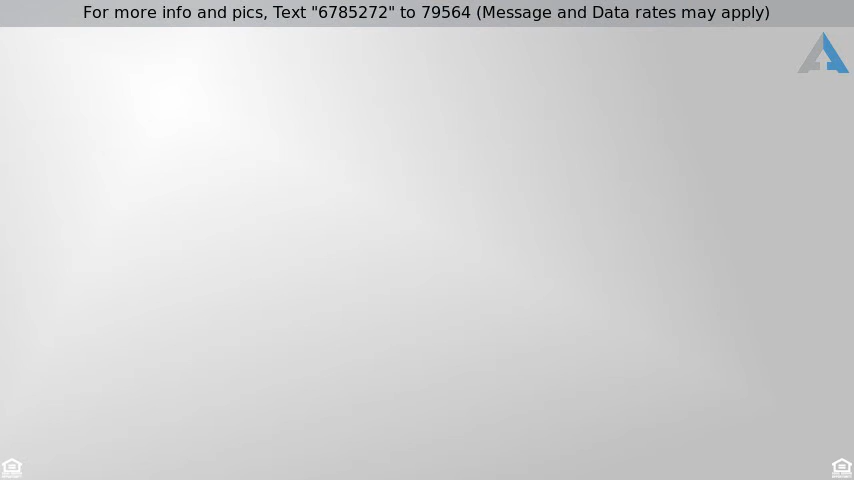 For more info and pics, Text "6785272" to 79564 (Message and Data rates may apply)